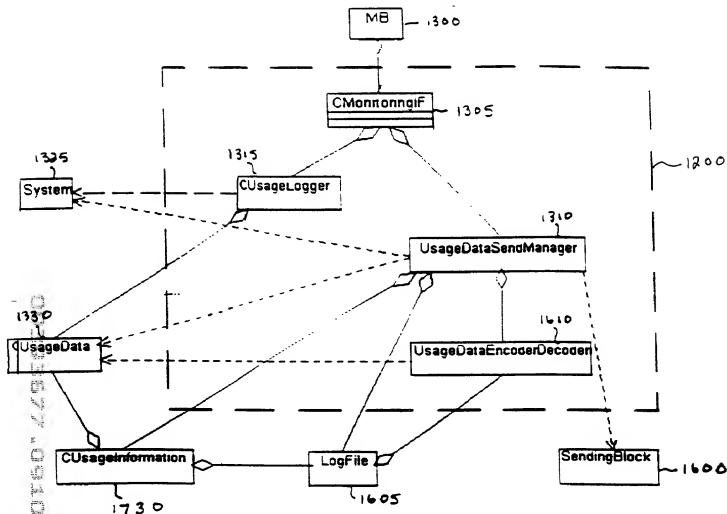 MB
1300
CMonitoringIF
1305
1200
1325
System
1315
CUsageLogger
1310
UsageDataSendManager
1330
CUsageData
1610
UsageDataEncoderDecoder
CUsageInformation
1730
LogFile
1605
SendingBlock
1600